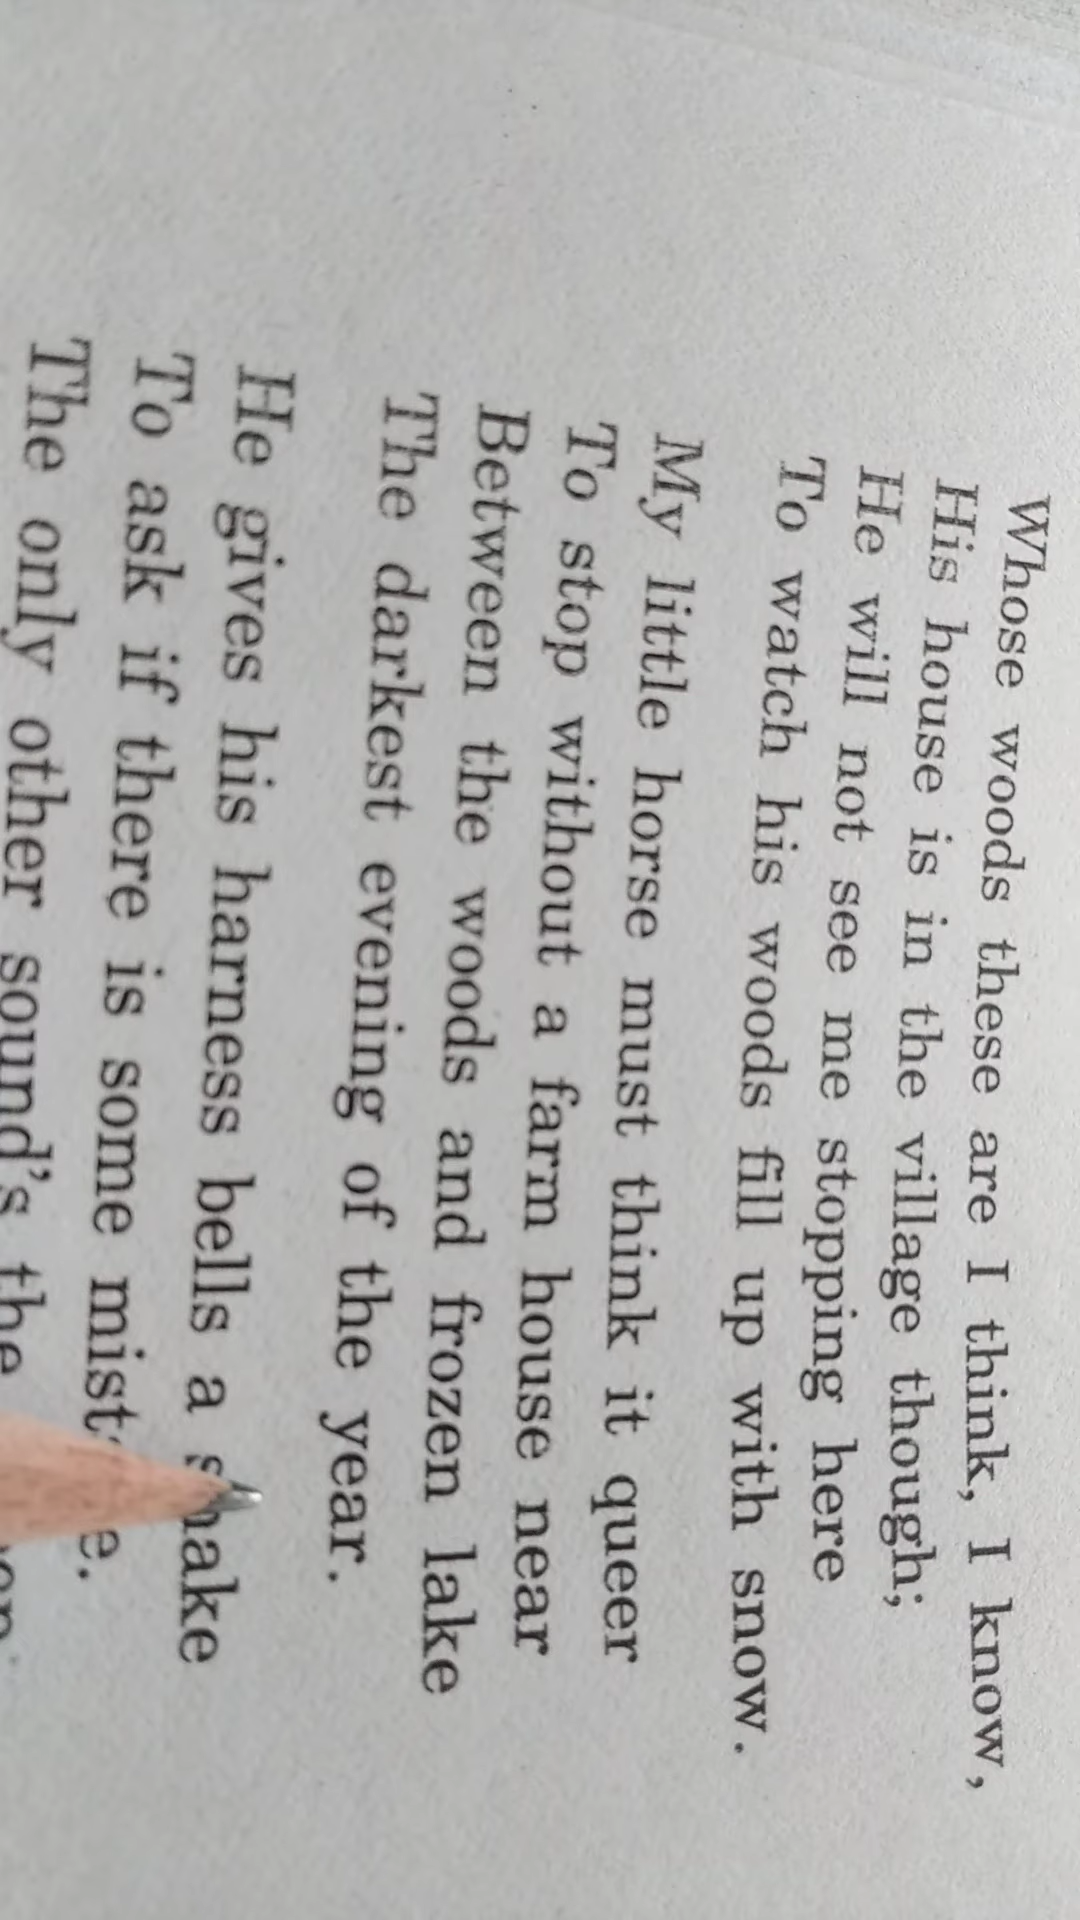 Whose woods these are I think, I know,
His house is in the village though;
He will not see me stopping here
To watch his woods fill up with snow.
My little horse must think it queer
To stop without a farm house near
Between the woods and frozen lake
The darkest evening of the year.
He gives his harness bells a shake
To ask if there is some
The only other sound's the